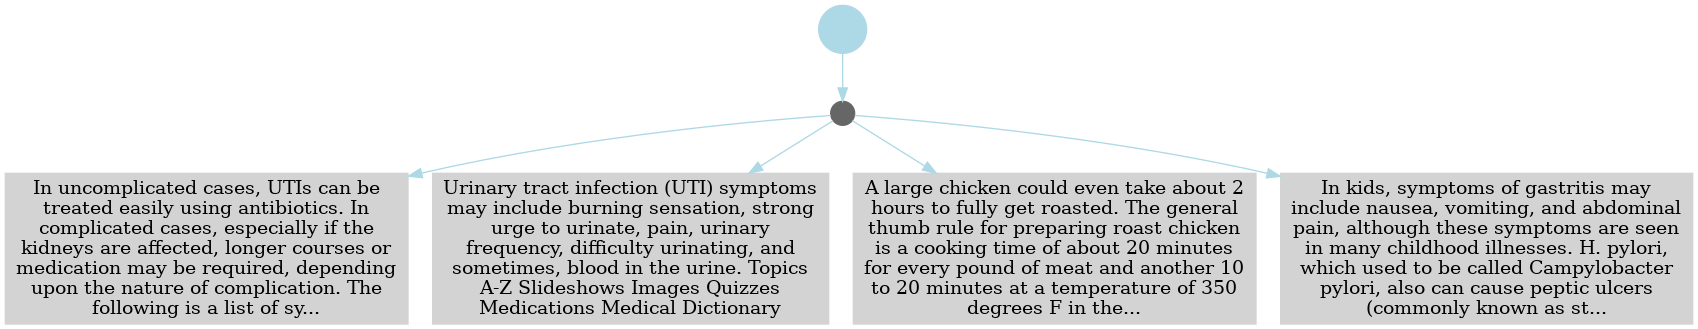 In uncomplicated cases, UTIs can be
treated easily using antibiotics. In
complicated cases, especially if the
kidneys are affected, longer courses or
medication may be required, depending
upon the nature of complication. The
following is a list of sy...
Urinary tract infection (UTI) symptoms
may include burning sensation, strong
urge to urinate, pain, urinary
frequency, difficulty urinating, and
sometimes, blood in the urine. Topics
A-Z Slideshows Images Quizzes
Medications Medical Dictionary
A large chicken could even take about 2
hours to fully get roasted. The general
thumb rule for preparing roast chicken
is a cooking time of about 20 minutes
for every pound of meat and another 10
to 20 minutes at a temperature of 350
degrees F in the...
In kids, symptoms of gastritis may
include nausea, vomiting, and abdominal
pain, although these symptoms are seen
in many childhood illnesses. H. pylori,
which used to be called Campylobacter
pylori, also can cause peptic ulcers
(commonly known as st...